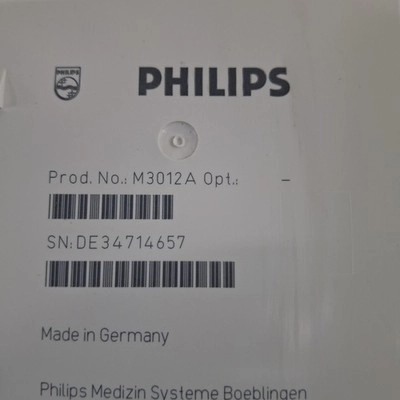 PHILIPS
PHILIPS
Prod. No.: M3012A Opt.: –
SN:DE34714657
Made in Germany
Philips Medizin Systeme Boeblingen